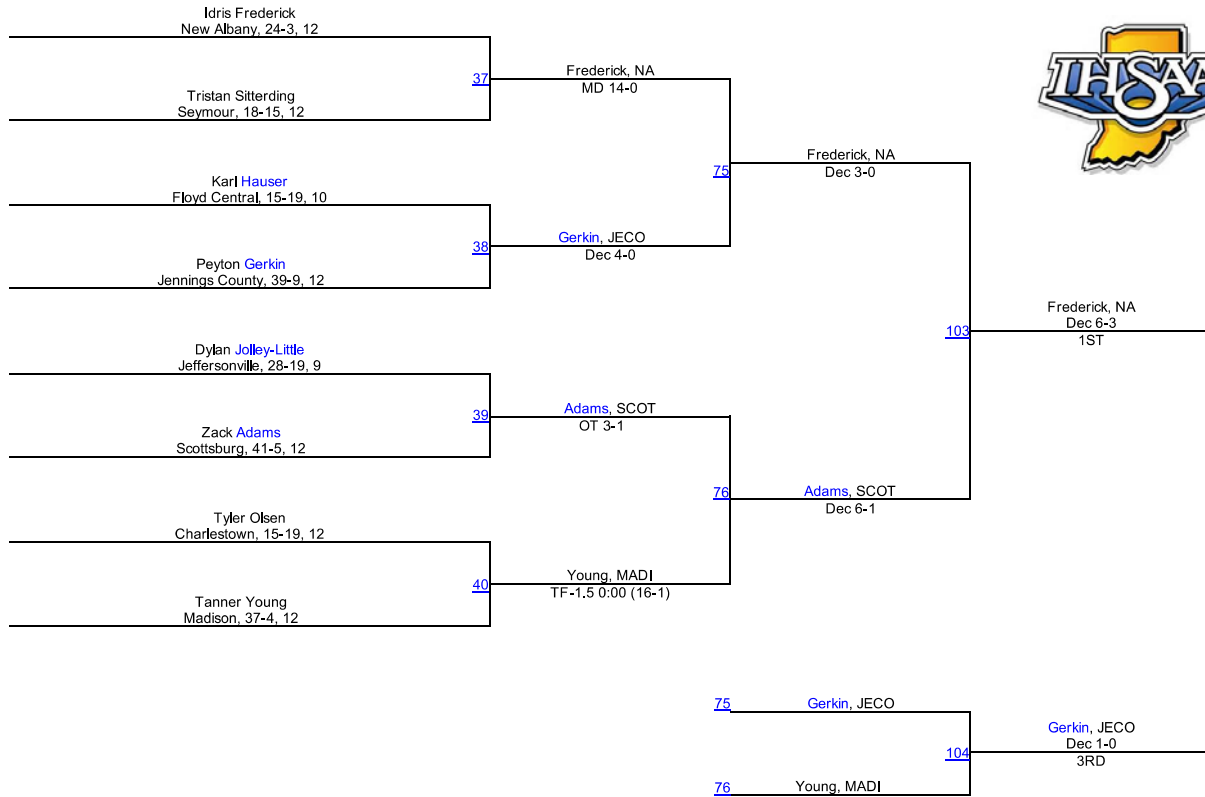 Idris Frederick
New Albany, 24-3, 12
37
Tristan Sitterding
Seymour, 18-15, 12
Frederick, NA
MD 14-0
Karl Hauser
Floyd Central, 15-19, 10
38
Peyton Gerkin
Jennings County, 39-9, 12
Gerkin, JECO
Dec 4-0
75
Frederick, NA
Dec 3-0
Dylan Jolley-Little
Jeffersonville, 28-19, 9
39
Zack Adams
Scottsburg, 41-5, 12
Adams, SCOT
OT 3-1
Tyler Olsen
Charlestown, 15-19, 12
40
Tanner Young
Madison, 37-4, 12
Young, MADI
TF-1.5 0:00 (16-1)
76
Adams, SCOT
Dec 6-1
103
Frederick, NA
Dec 6-3
1ST
75
Gerkin, JECO
104
76
Young, MADI
Gerkin, JECO
Dec 1-0
3RD
IHSAA